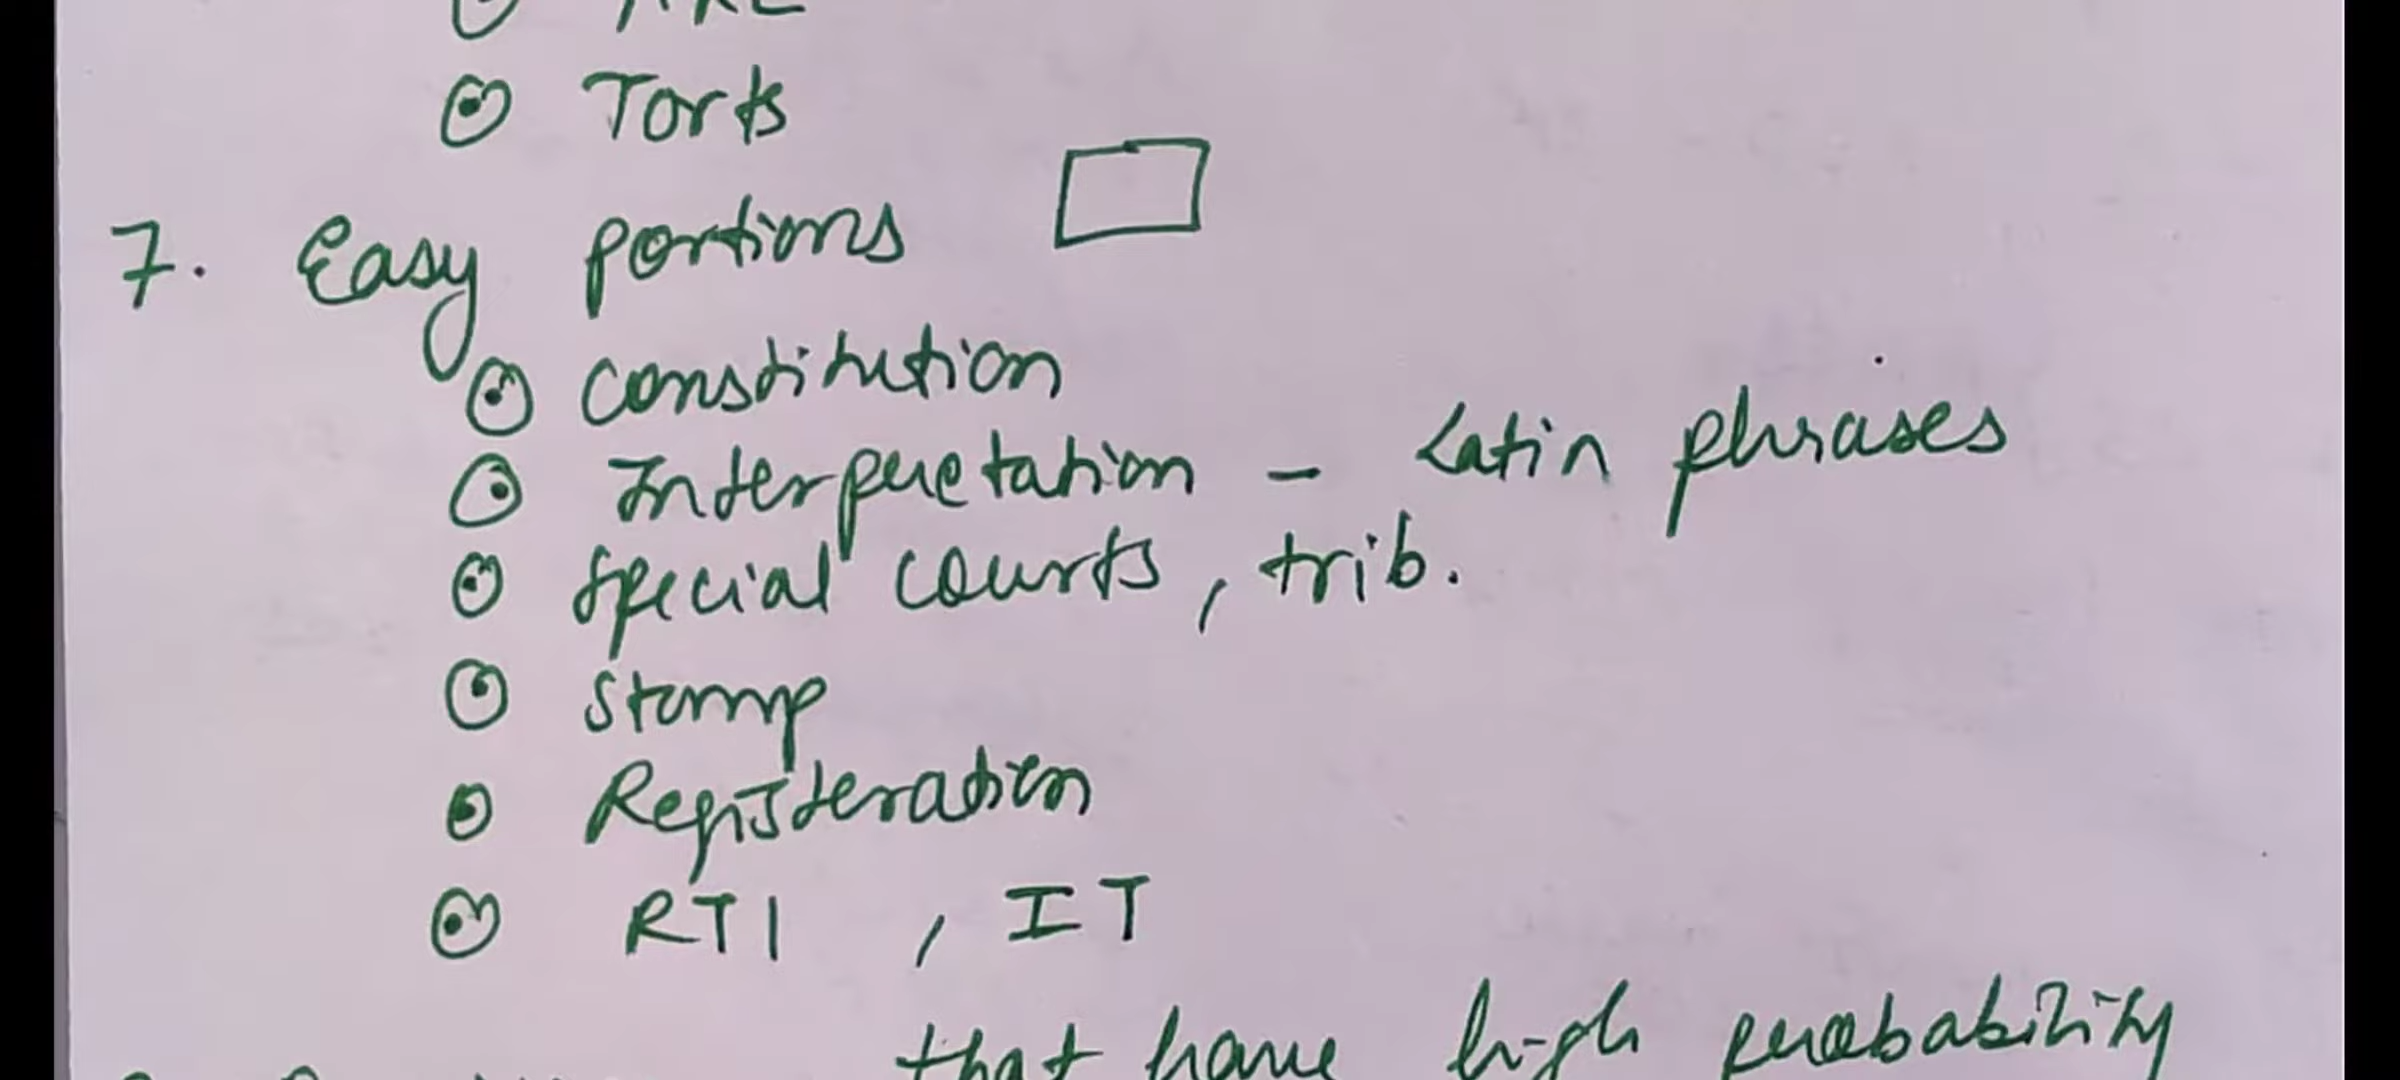 Torts
7. Easy portions
Constitution
Interpretation - Latin phrases
Special courts, trib.
Stamp
Registeration
RTI, IT
that have high probability